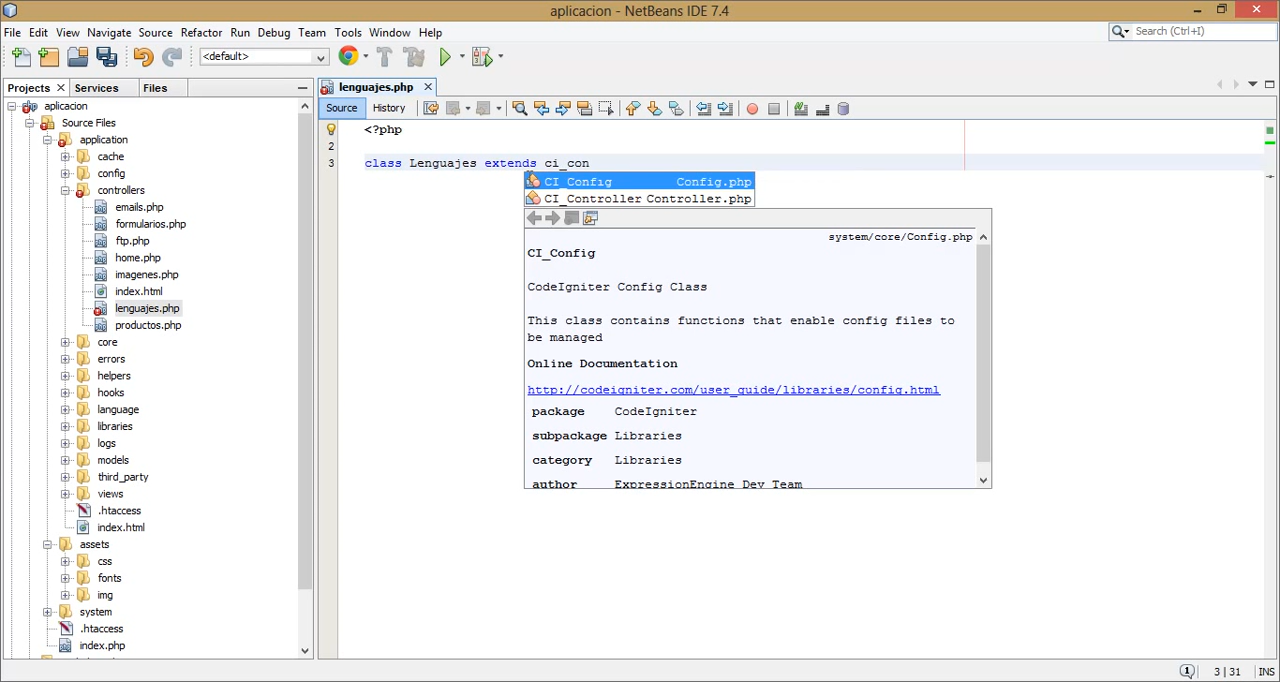 aplicacion - NetBeans IDE 7.4
File Edit View Navigate Source Refactor Run Debug Team Tools Window Help
Search (Ctrl+I)
<default>
Projects Services Files
lenguajes.php
Source History
aplicacion
Source Files
application
cache
config
controllers
emails.php
formularios.php
ftp.php
home.php
imagenes.php
index.html
lenguajes.php
productos.php
core
errors
helpers
hooks
language
libraries
logs
models
third_party
views
.htaccess
index.html
assets
css
fonts
img
system
.htaccess
index.php
1 <?php
2
3 class Lenguajes extends ci_con
CI_Config Config.php
CI_Controller Controller.php
system/core/Config.php
CI_Config
CodeIgniter Config Class
This class contains functions that enable config files to
be managed
Online Documentation
http://codeigniter.com/user_guide/libraries/config.html
package CodeIgniter
subpackage Libraries
category Libraries
author ExpressionEngine Dev Team
1 3 | 31 INS